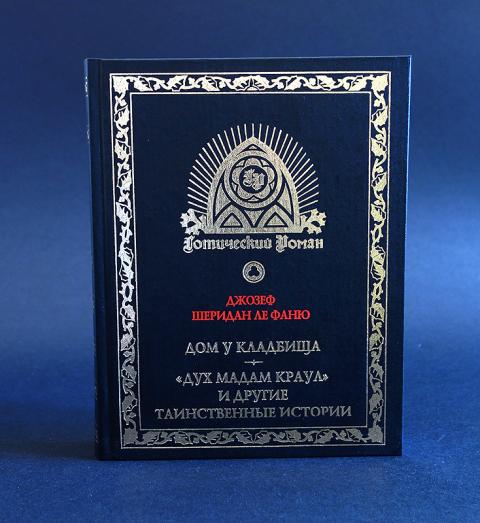 Готический Роман
ДЖОЗЕФ
ШЕРИДАН ЛЕ ФАНЮ
ДОМ У КЛАДБИЩА
«ДУХ МАДАМ КРАУЛ»
И ДРУГИЕ
ТАИНСТВЕННЫЕ ИСТОРИИ